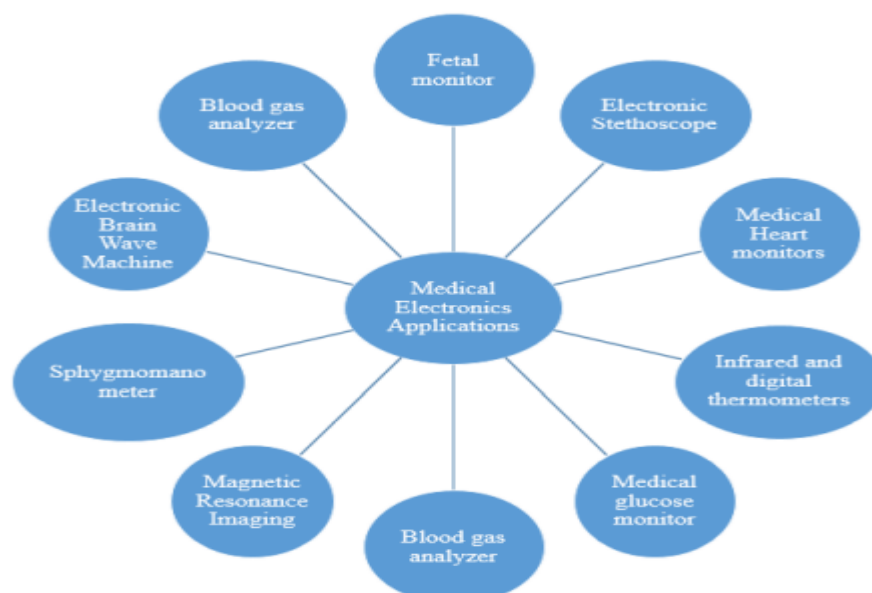 Fetal
monitor
Electronic
Stethoscope
Medical
Heart
monitors
Infrared and
digital
thermometers
Medical
glucose
monitor
Blood gas
analyzer
Magnetic
Resonance
Imaging
Sphygmomano
meter
Electronic
Brain
Wave
Machine
Blood gas
analyzer
Medical
Electronics
Applications